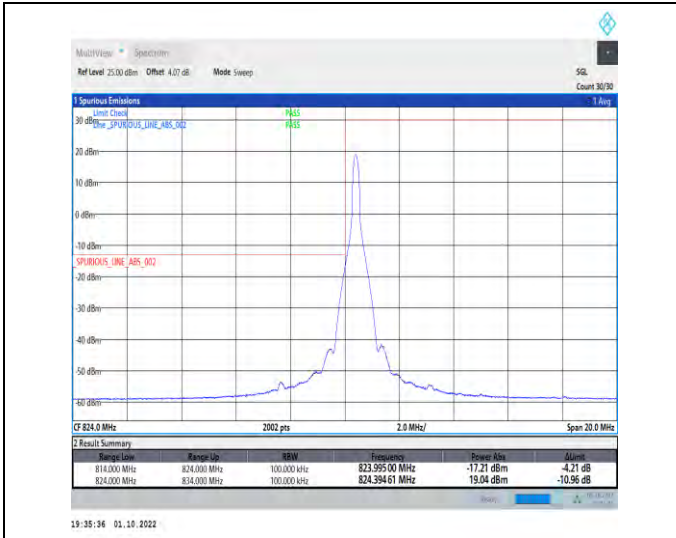 MultiView Spectrum
Ref Level 25.00 dBm Offset 4.07 dB Mode Sweep SGL
Count 30/30
1 Spurious Emissions 1 Avg
Limit Check PASS
30 dBm
Line _SPURIOUS_LINE_ABS_002 PASS
20 dBm
10 dBm
0 dBm
-10 dBm
SPURIOUS_LINE_ABS_002
-20 dBm
-30 dBm
-40 dBm
-50 dBm
-60 dBm
CF 824.0 MHz 2002 pts 2.0 MHz/ Span 20.0 MHz
2 Result Summary
Range Low Range Up RBW Frequency Power Abs ΔLimit
814.000 MHz 824.000 MHz 100.000 kHz 823.99500 MHz -17.21 dBm -4.21 dB
824.000 MHz 834.000 MHz 100.000 kHz 824.39461 MHz 19.04 dBm -10.96 dB
Ready
19:35:36 01.10.2022